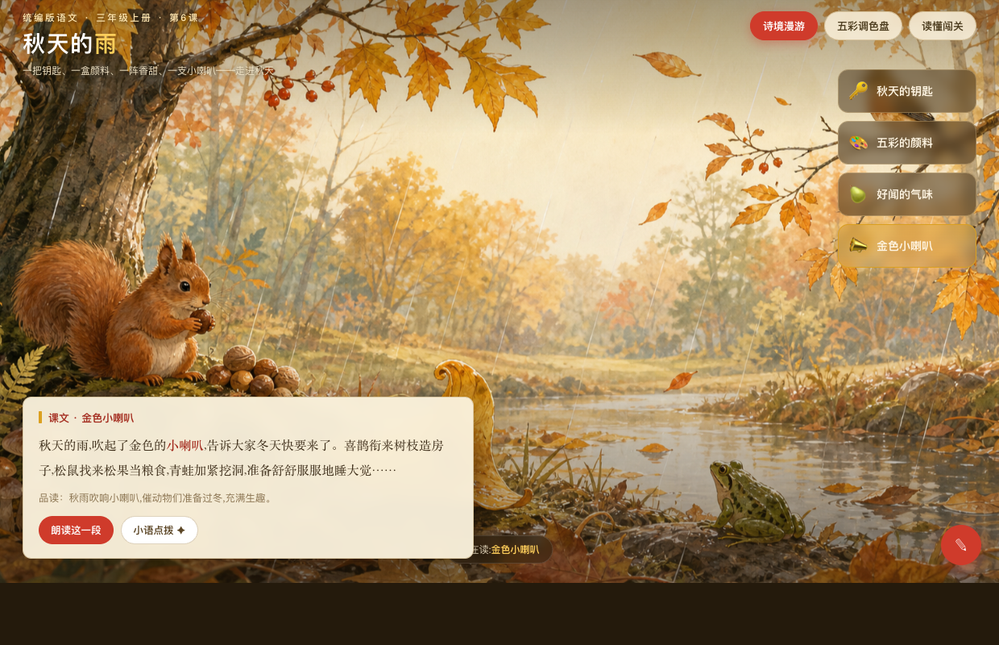 统编版语文 · 三年级上册 · 第6课
秋天的雨
一把钥匙、一盒颜料、一阵香甜、一支小喇叭——走进秋天
诗境漫游
五彩调色盘
读懂闯关
秋天的钥匙
五彩的颜料
好闻的气味
金色小喇叭
课文 · 金色小喇叭
秋天的雨,吹起了金色的小喇叭,告诉大家冬天快要来了。喜鹊衔来树枝造房
子,松鼠找来松果当粮食,青蛙加紧挖洞,准备舒舒服服地睡大觉……
品读：秋雨吹响小喇叭,催动物们准备过冬,充满生趣。
朗读这一段
小语点拨 ✦
在读:金色小喇叭